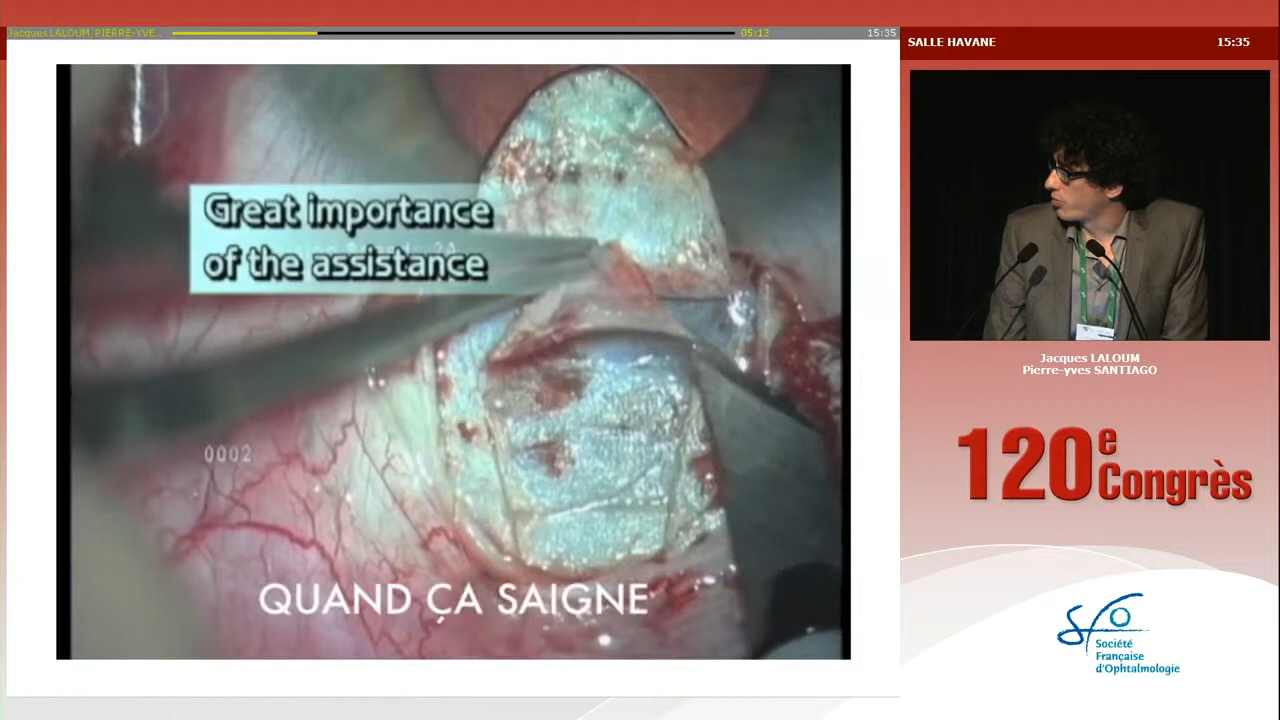 Jacques LALOUM, PIERRE-YVE...
05:13
15:35
SALLE HAVANE
15:35
Great importance
of the assistance
0002
QUAND ÇA SAIGNE
Jacques LALOUM
Pierre-yves SANTIAGO
120e
Congrès
sfo
Société
Française
d'Ophtalmologie